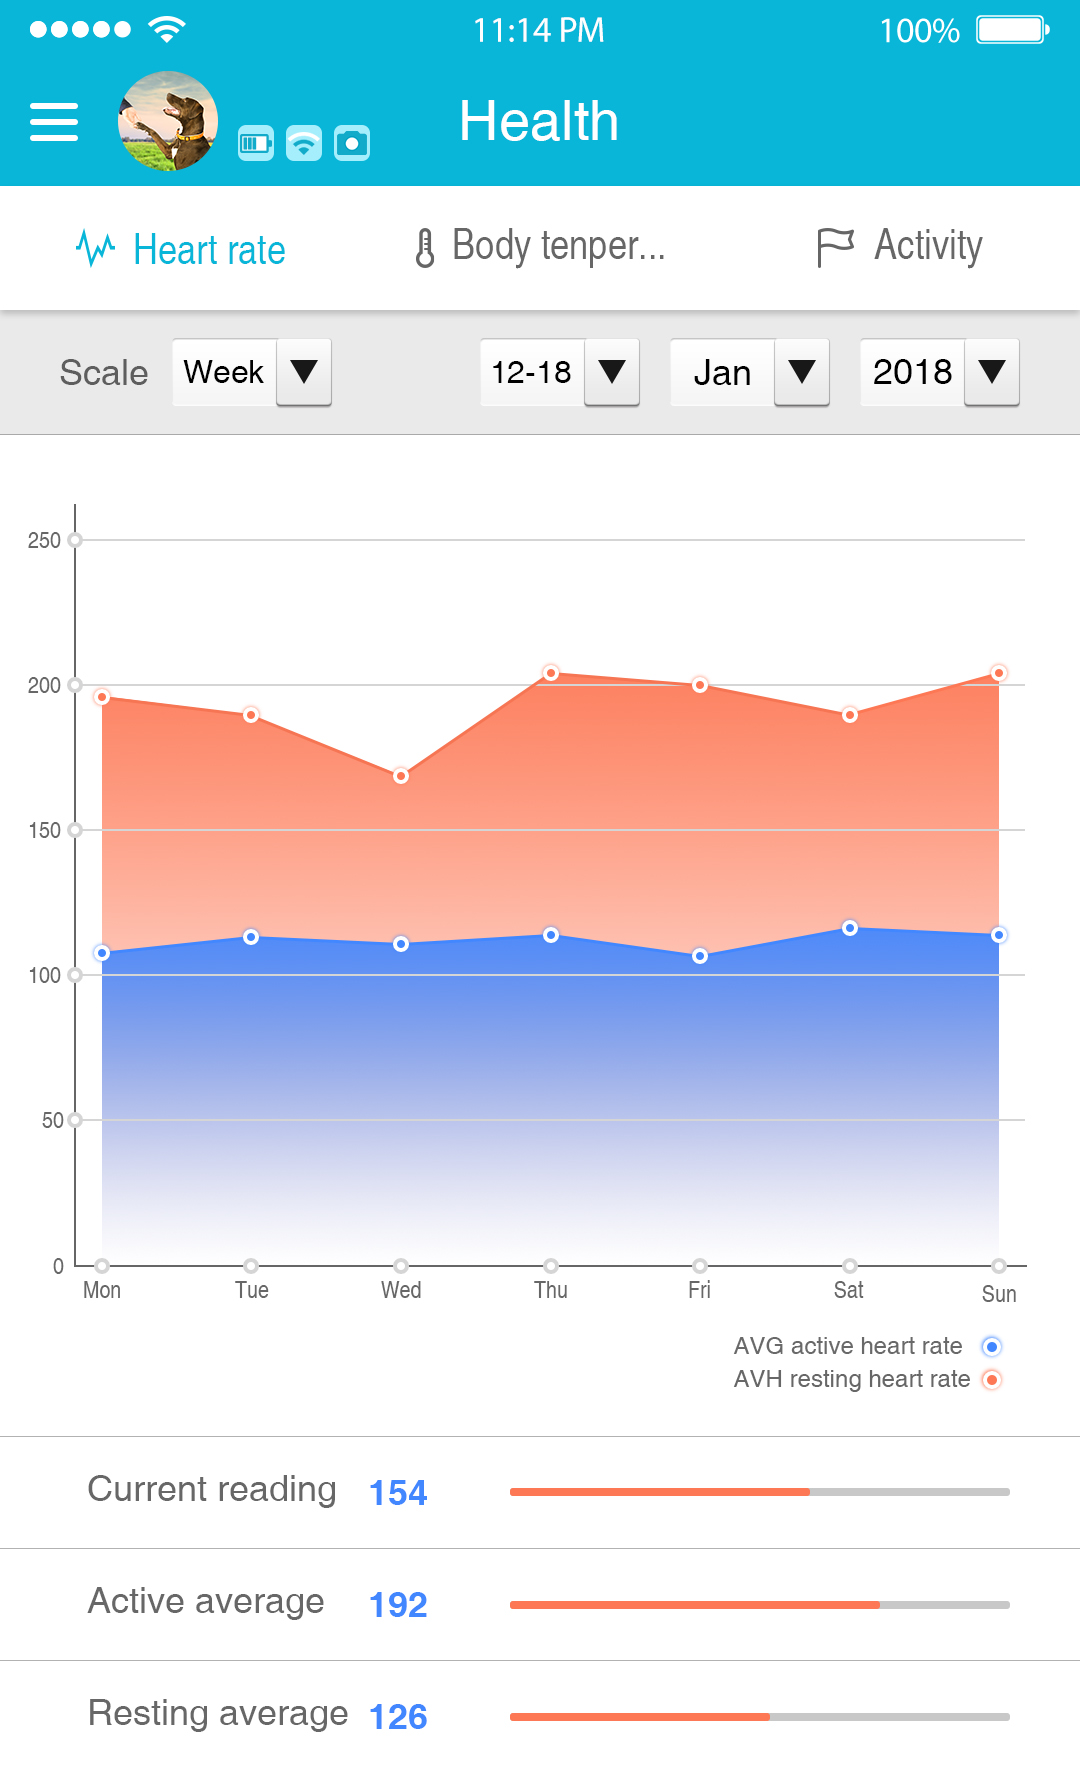 11:14 PM 100%
Health
Heart rate Body tenper... Activity
Scale Week 12-18 Jan 2018
250
200
150
100
50
0
Mon Tue Wed Thu Fri Sat Sun
AVG active heart rate
AVH resting heart rate
Current reading 154
Active average 192
Resting average 126